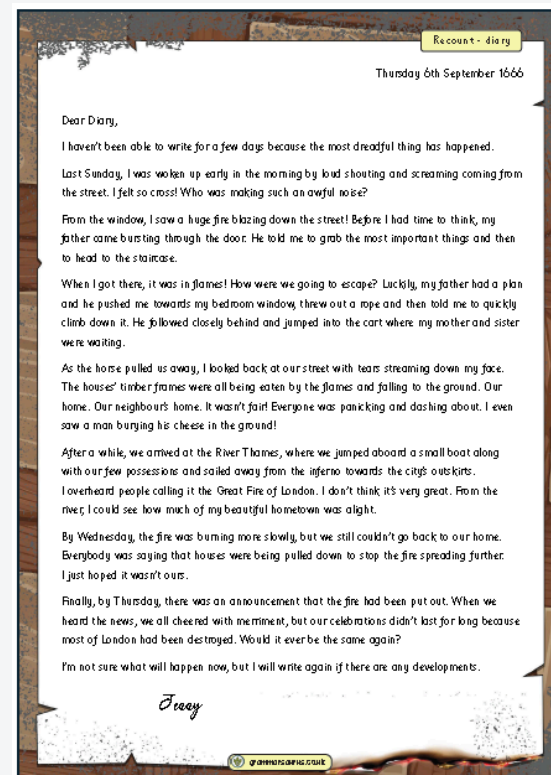 Recount - diary
Thursday 6th September 1666
Dear Diary,
I haven't been able to write for a few days because the most dreadful thing has happened.
Last Sunday, I was woken up early in the morning by loud shouting and screaming coming from
the street. I felt so cross! Who was making such an awful noise?
From the window, I saw a huge fire blazing down the street! Before I had time to think, my
father came bursting through the door. He told me to grab the most important things and then
to head to the staircase.
When I got there, it was in flames! How were we going to escape? Luckily, my father had a plan
and he pushed me towards my bedroom window, threw out a rope and then told me to quickly
climb down it. He followed closely behind and jumped into the cart where my mother and sister
were waiting.
As the horse pulled us away, I looked back at our street with tears streaming down my face.
The houses' timber frames were all being eaten by the flames and falling to the ground. Our
home. Our neighbour's home. It wasn't fair! Everyone was panicking and dashing about. I even
saw a man burying his cheese in the ground!
After a while, we arrived at the River Thames, where we jumped aboard a small boat along
with our few possessions and sailed away from the inferno towards the city's outskirts.
I overheard people calling it the Great Fire of London. I don't think it's very great. From the
river, I could see how much of my beautiful hometown was alight.
By Wednesday, the fire was burning more slowly, but we still couldn't go back to our home.
Everybody was saying that houses were being pulled down to stop the fire spreading further.
I just hoped it wasn't ours.
Finally, by Thursday, there was an announcement that the fire had been put out. When we
heard the news, we all cheered with merriment, but our celebrations didn't last for long because
most of London had been destroyed. Would it ever be the same again?
I'm not sure what will happen now, but I will write again if there are any developments.